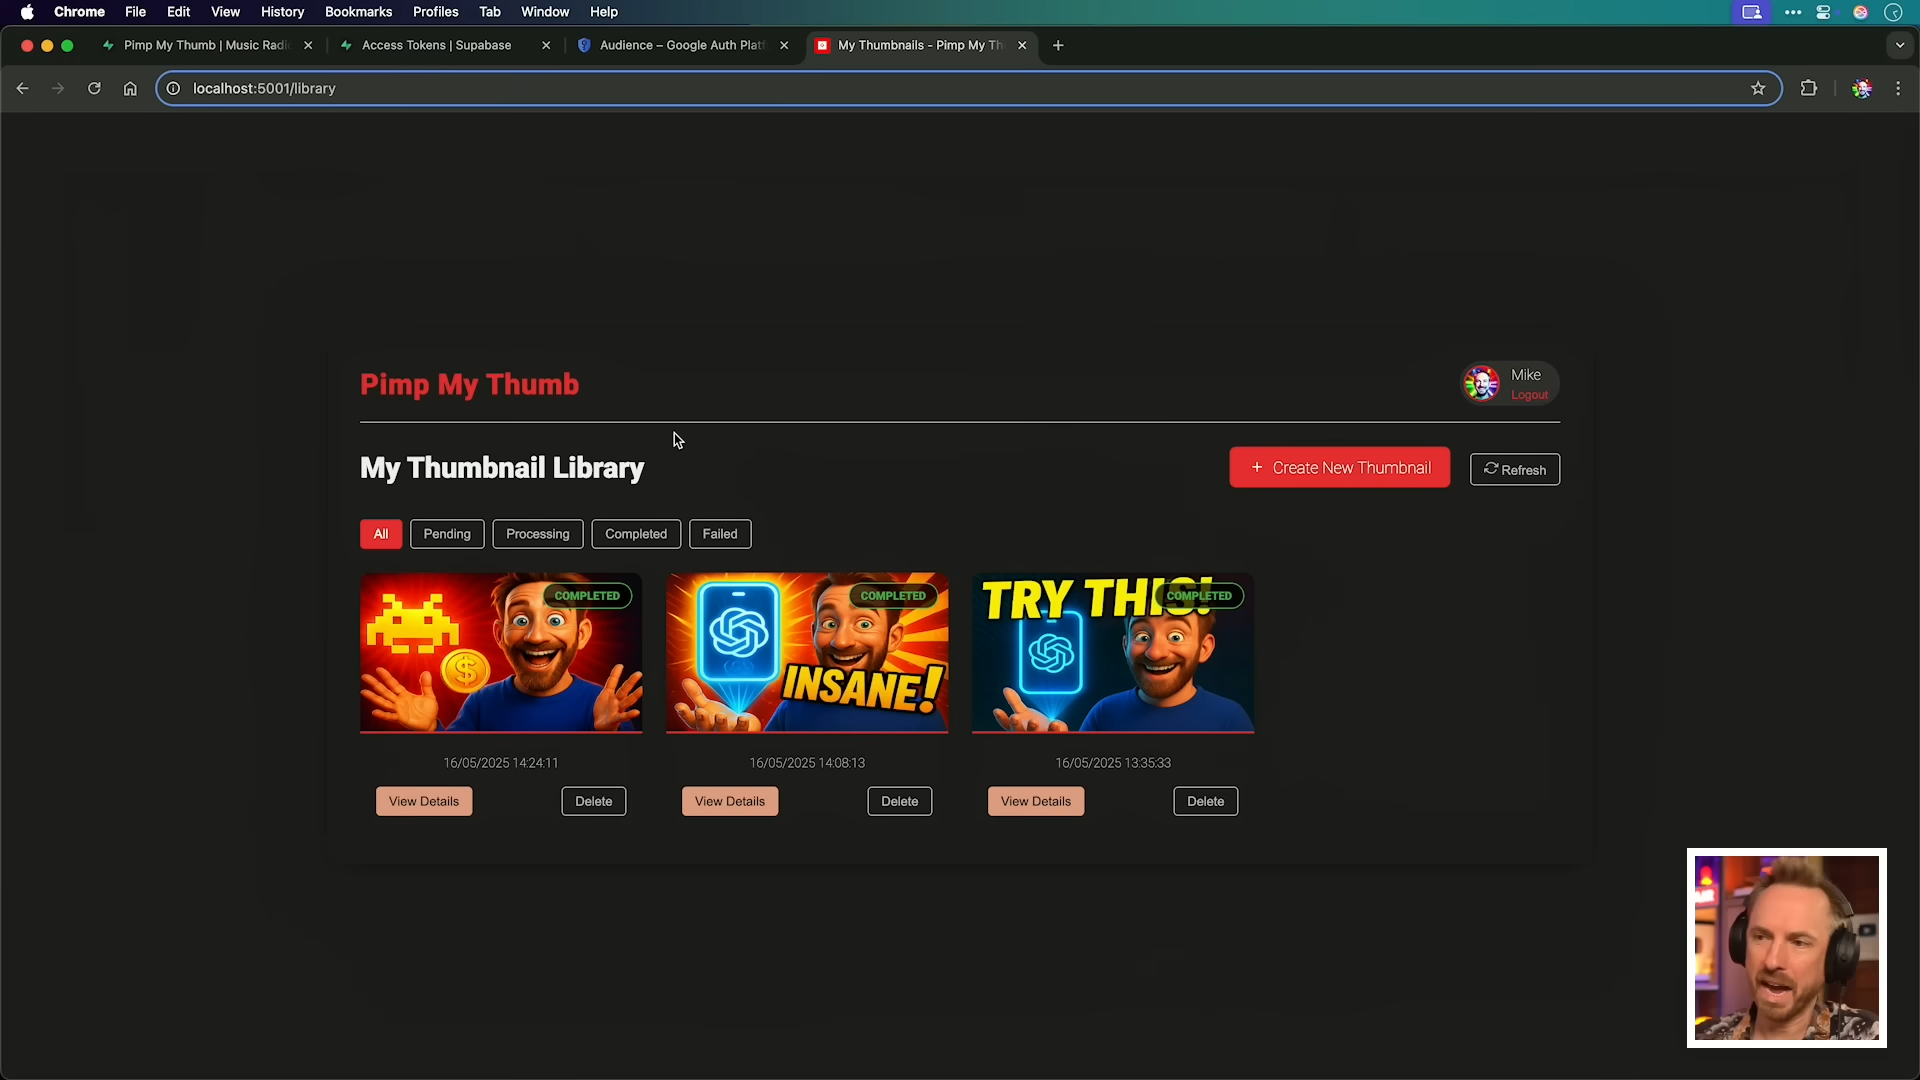 Chrome File Edit View History Bookmarks Profiles Tab Window Help
Pimp My Thumb | Music Radi
Access Tokens | Supabase
Audience – Google Auth Platf
My Thumbnails - Pimp My Th
localhost:5001/library
Pimp My Thumb
Mike
Logout
My Thumbnail Library
+ Create New Thumbnail
Refresh
All
Pending
Processing
Completed
Failed
COMPLETED
$
COMPLETED
INSANE!
TRY THIS!
COMPLETED
16/05/2025 14:24:11
16/05/2025 14:08:13
16/05/2025 13:35:33
View Details
Delete
View Details
Delete
View Details
Delete